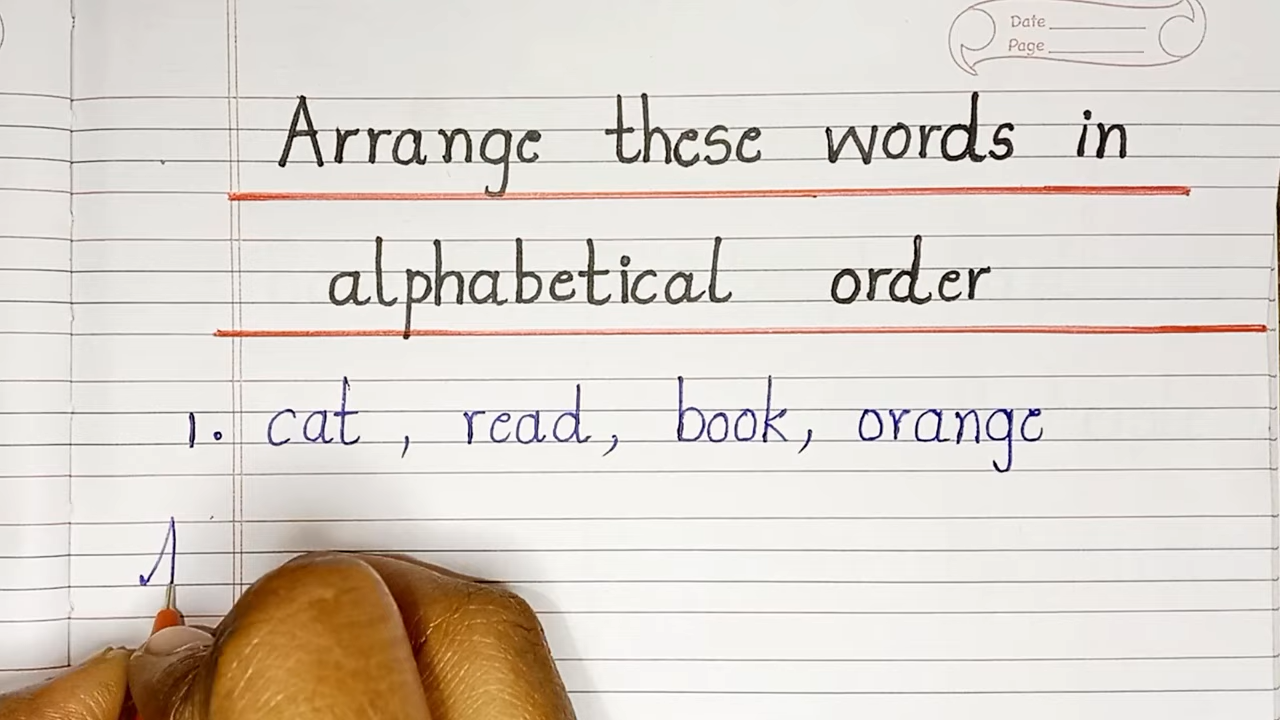 Date
Page
Arrange these words in
alphabetical order
1. cat, read, book, orange
A